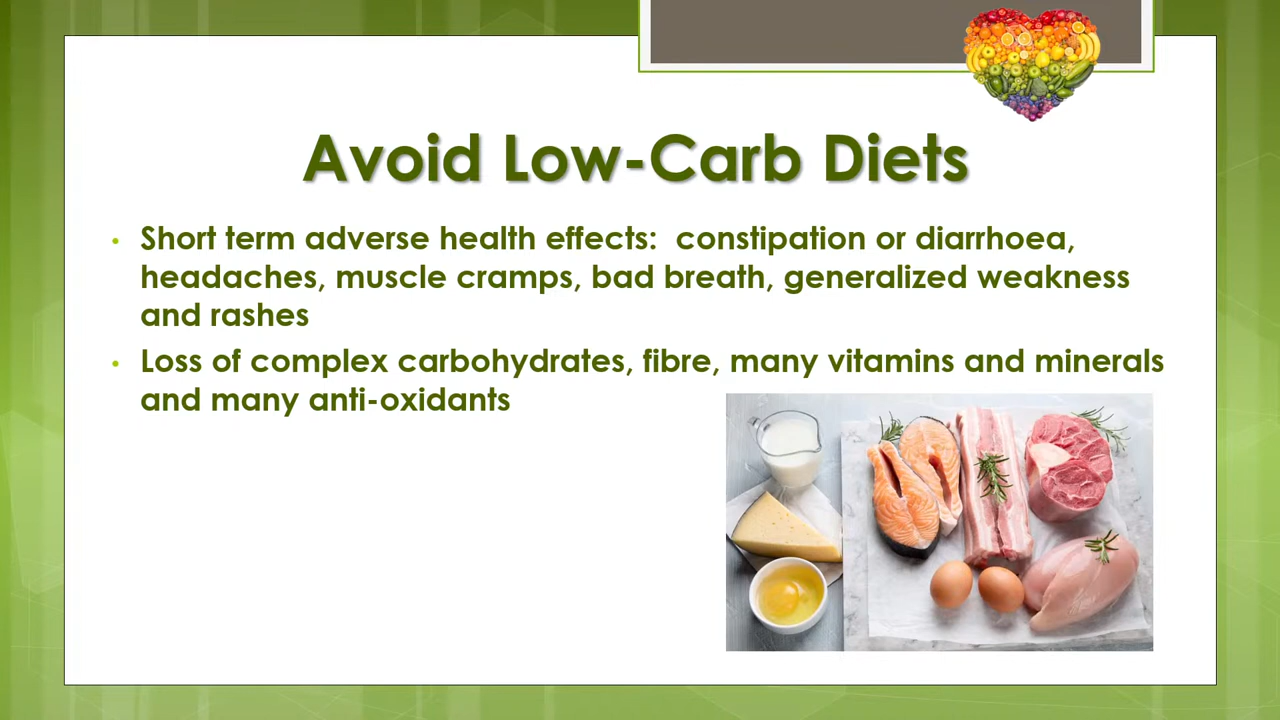 Avoid Low-Carb Diets
• Short term adverse health effects:  constipation or diarrhoea,
headaches, muscle cramps, bad breath, generalized weakness
and rashes
• Loss of complex carbohydrates, fibre, many vitamins and minerals
and many anti-oxidants